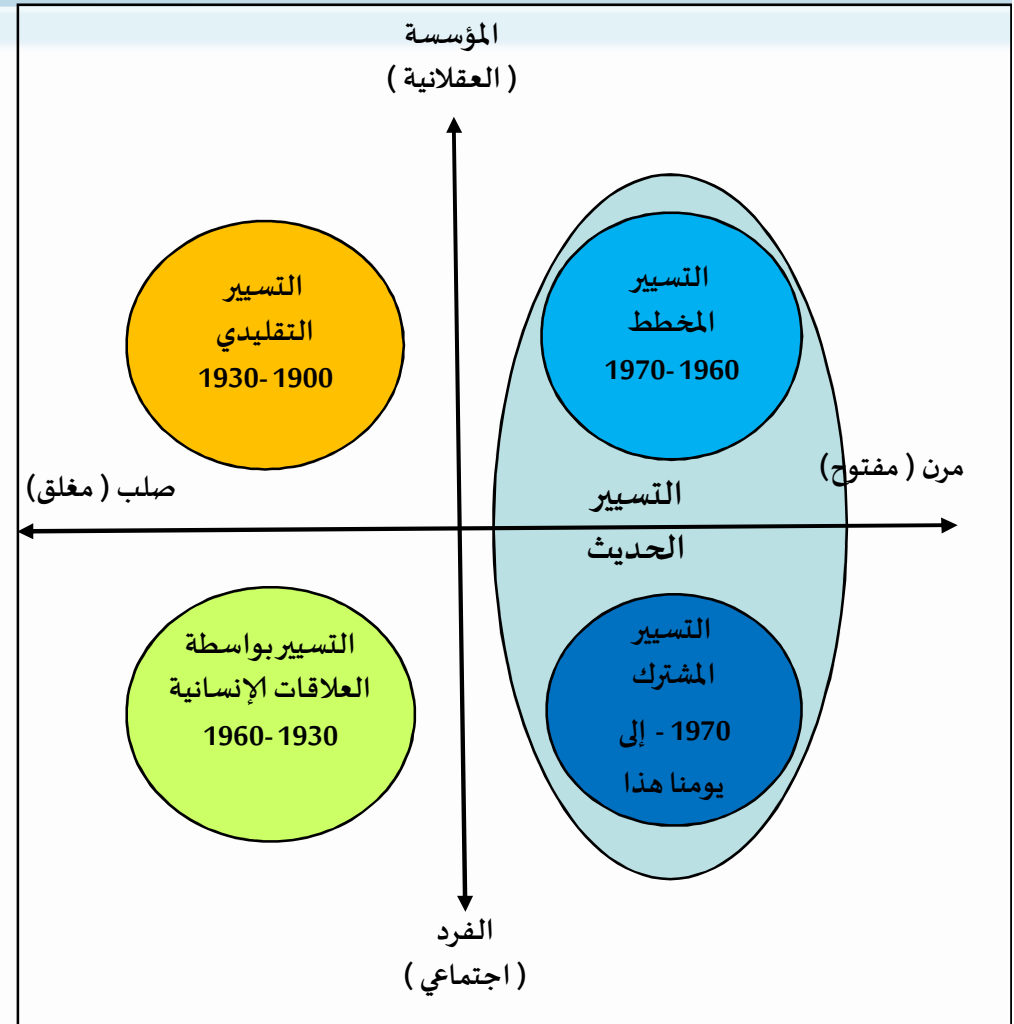 المؤسسة
( العقلانية )
التسيير
التقليدي
1900 -1930
التسيير
المخطط
1960 -1970
صلب ( مغلق)
مرن ( مفتوح)
التسيير
الحديث
التسيير بواسطة
العلاقات الإنسانية
1930 -1960
التسيير
المشترك
1970 - إلى
يومنا هذا
الفرد
( اجتماعي )